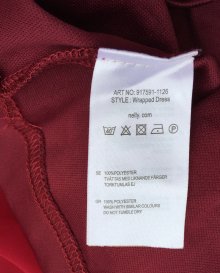 ART NO: 917591-1126
STYLE: Wrapped Dress
nelly.com
SE 100% POLYESTER
TVÄTTAS MED LIKNANDE FÄRGER
TORKTUMLAS EJ
GB 100% POLYESTER
WASH WITH SIMILAR COLOURS
DO NOT TUMBLE DRY